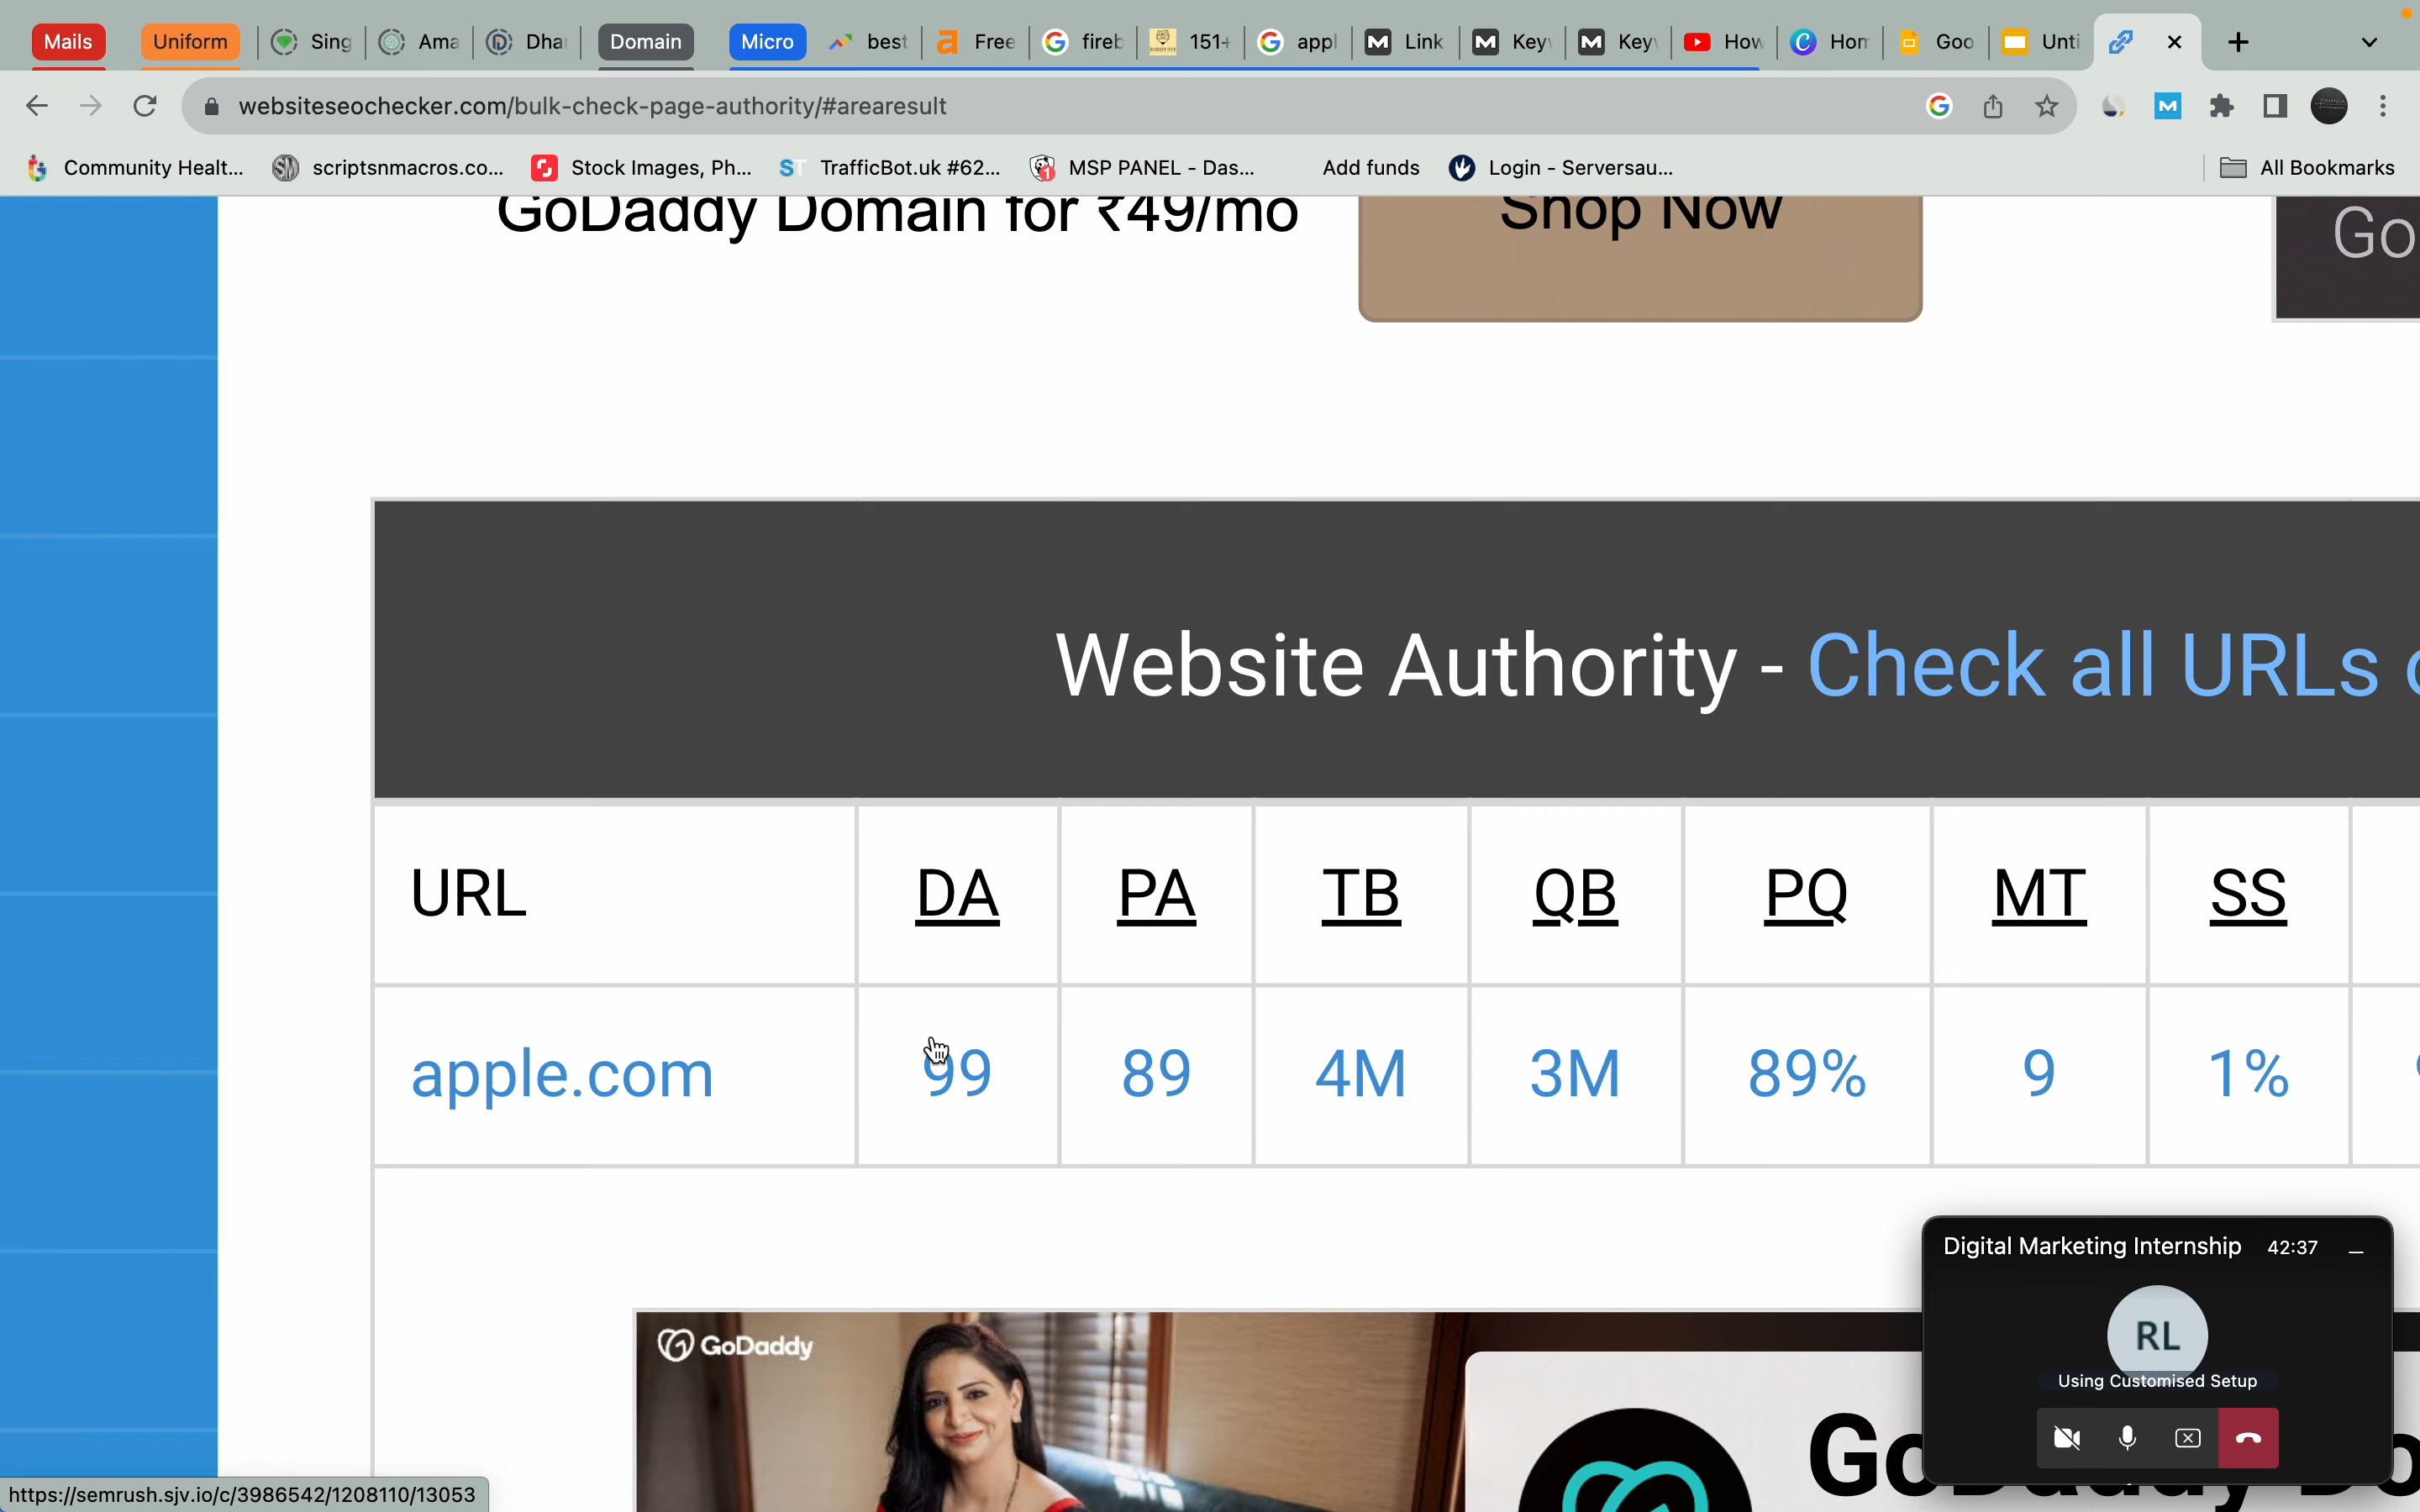 Mails Uniform Sing Ama Dha Domain Micro best Free fireb 151+ appl Link Key Key How Hom Goo Unti
websiteseochecker.com/bulk-check-page-authority/#arearesult
Community Healt... scriptsnmacros.co... Stock Images, Ph... TrafficBot.uk #62... MSP PANEL - Das... Add funds Login - Serversau... All Bookmarks
GoDaddy Domain for ₹49/mo Shop Now Go
Website Authority - Check all URLs
URL DA PA TB QB PQ MT SS
apple.com 99 89 4M 3M 89% 9 1%
Digital Marketing Internship 42:37
RL
Using Customised Setup
GoDaddy
https://semrush.sjv.io/c/3986542/1208110/13053